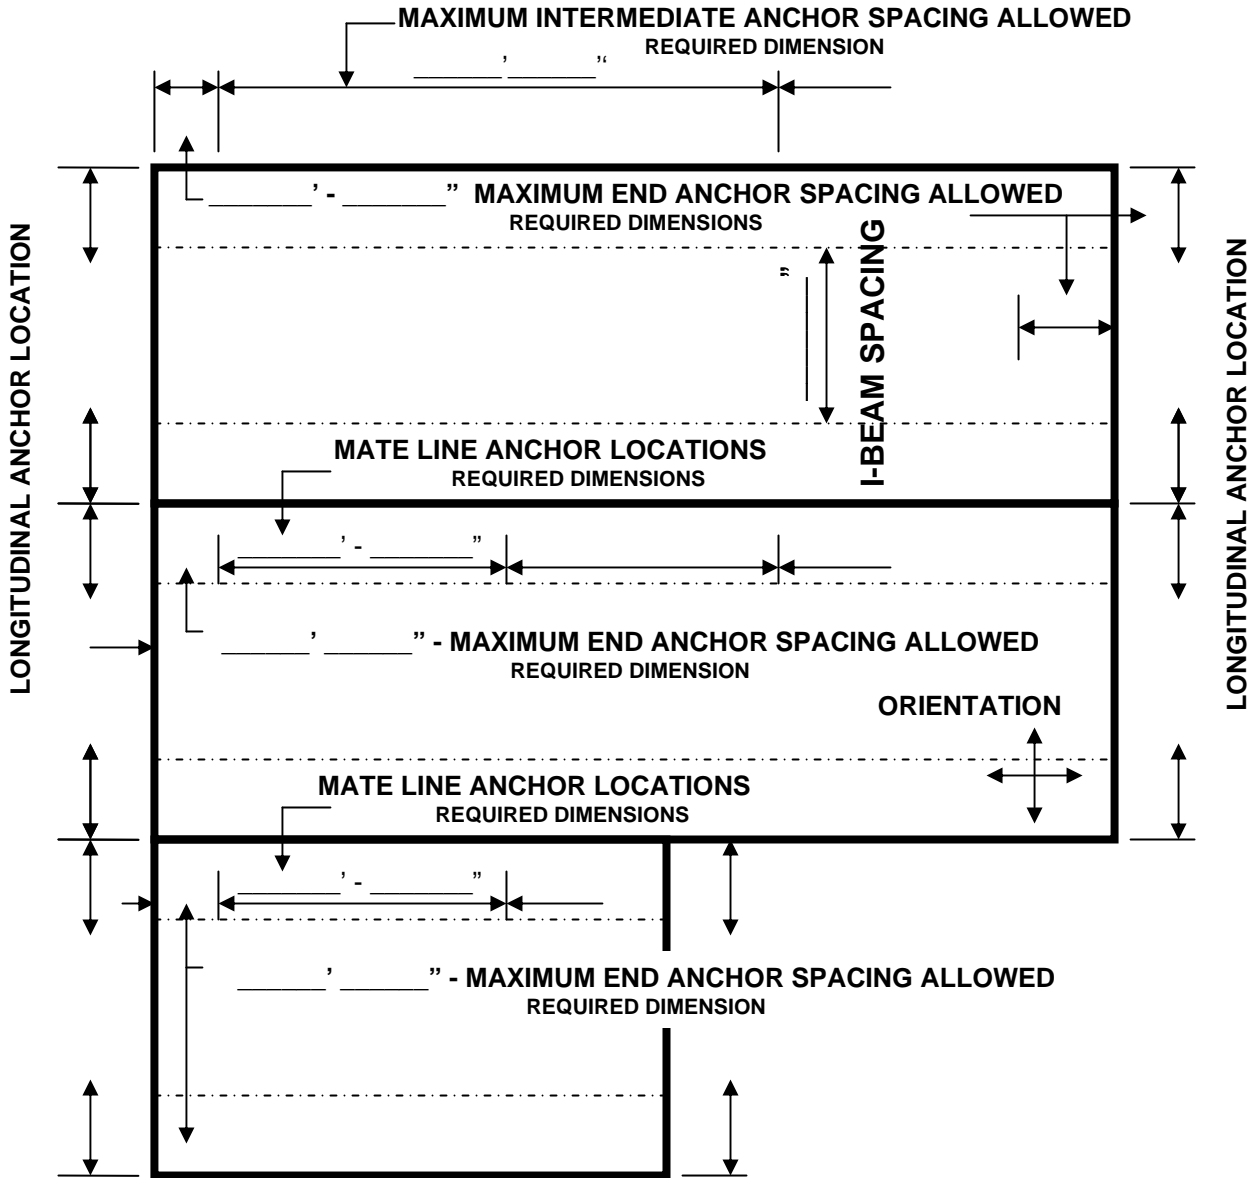 MAXIMUM INTERMEDIATE ANCHOR SPACING ALLOWED
REQUIRED DIMENSION
______’______“
_______’ - _______” MAXIMUM END ANCHOR SPACING ALLOWED
REQUIRED DIMENSIONS
LONGITUDINAL ANCHOR LOCATION
________”
I-BEAM SPACING
LONGITUDINAL ANCHOR LOCATION
MATE LINE ANCHOR LOCATIONS
REQUIRED DIMENSIONS
_______’ - _______”
______’ ______” - MAXIMUM END ANCHOR SPACING ALLOWED
REQUIRED DIMENSION
ORIENTATION
MATE LINE ANCHOR LOCATIONS
REQUIRED DIMENSIONS
_______’ - _______”
______’ ______” - MAXIMUM END ANCHOR SPACING ALLOWED
REQUIRED DIMENSION